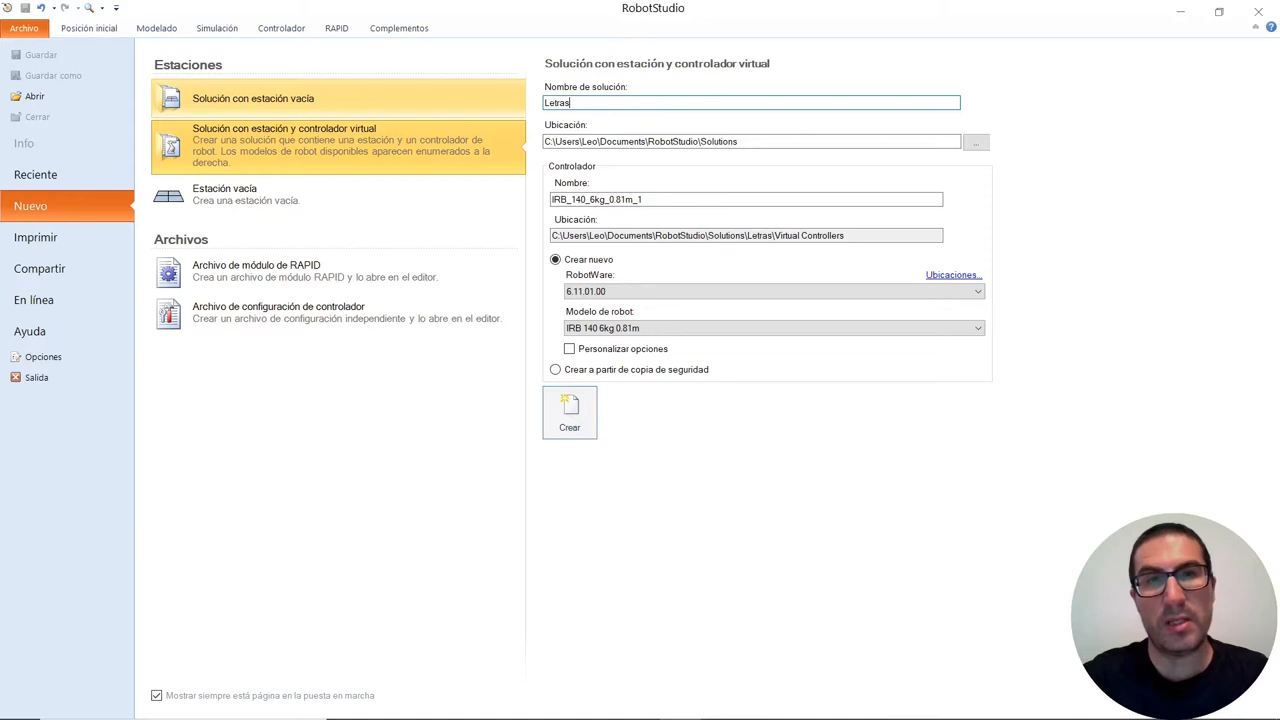 RobotStudio
Archivo Posición inicial Modelado Simulación Controlador RAPID Complementos
Guardar
Guardar como
Abrir
Cerrar
Info
Reciente
Nuevo
Imprimir
Compartir
En línea
Ayuda
Opciones
Salida
Estaciones
Solución con estación vacía
Solución con estación y controlador virtual
Crear una solución que contiene una estación y un controlador de
robot. Los modelos de robot disponibles aparecen enumerados a la
derecha.
Estación vacía
Crea una estación vacía.
Archivos
Archivo de módulo de RAPID
Crea un archivo de módulo RAPID y lo abre en el editor.
Archivo de configuración de controlador
Crear un archivo de configuración independiente y lo abre en el editor.
Mostrar siempre está página en la puesta en marcha
Solución con estación y controlador virtual
Nombre de solución:
Letras
Ubicación:
C:\Users\Leo\Documents\RobotStudio\Solutions
...
Controlador
Nombre:
IRB_140_6kg_0.81m_1
Ubicación:
C:\Users\Leo\Documents\RobotStudio\Solutions\Letras\Virtual Controllers
Crear nuevo
RobotWare: Ubicaciones...
6.11.01.00
Modelo de robot:
IRB 140 6kg 0.81m
Personalizar opciones
Crear a partir de copia de seguridad
Crear